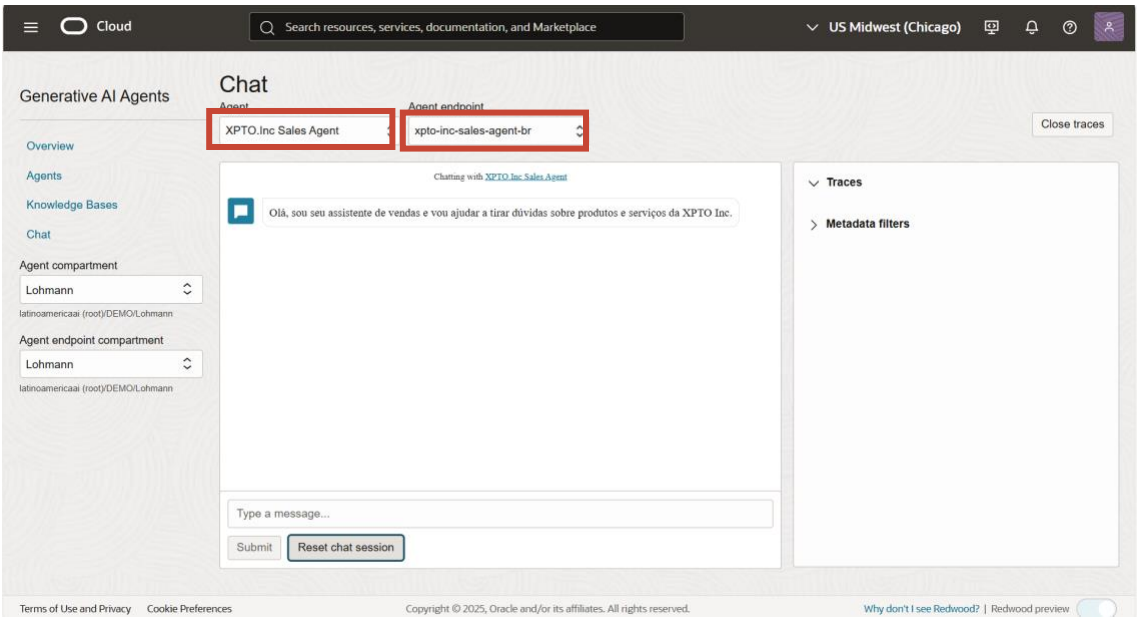 Cloud
Search resources, services, documentation, and Marketplace
US Midwest (Chicago)
Generative AI Agents
Overview
Agents
Knowledge Bases
Chat
Agent compartment
Lohmann
latinoamericaai (root)/DEMO/Lohmann
Agent endpoint compartment
Lohmann
latinoamericaai (root)/DEMO/Lohmann
Chat
Agent
Agent endpoint
XPTO.Inc Sales Agent
xpto-inc-sales-agent-br
Close traces
Chatting with XPTO.Inc Sales Agent
Olá, sou seu assistente de vendas e vou ajudar a tirar dúvidas sobre produtos e serviços da XPTO Inc.
Type a message...
Submit
Reset chat session
Traces
Metadata filters
Terms of Use and Privacy
Cookie Preferences
Copyright © 2025, Oracle and/or its affiliates. All rights reserved.
Why don't I see Redwood? | Redwood preview